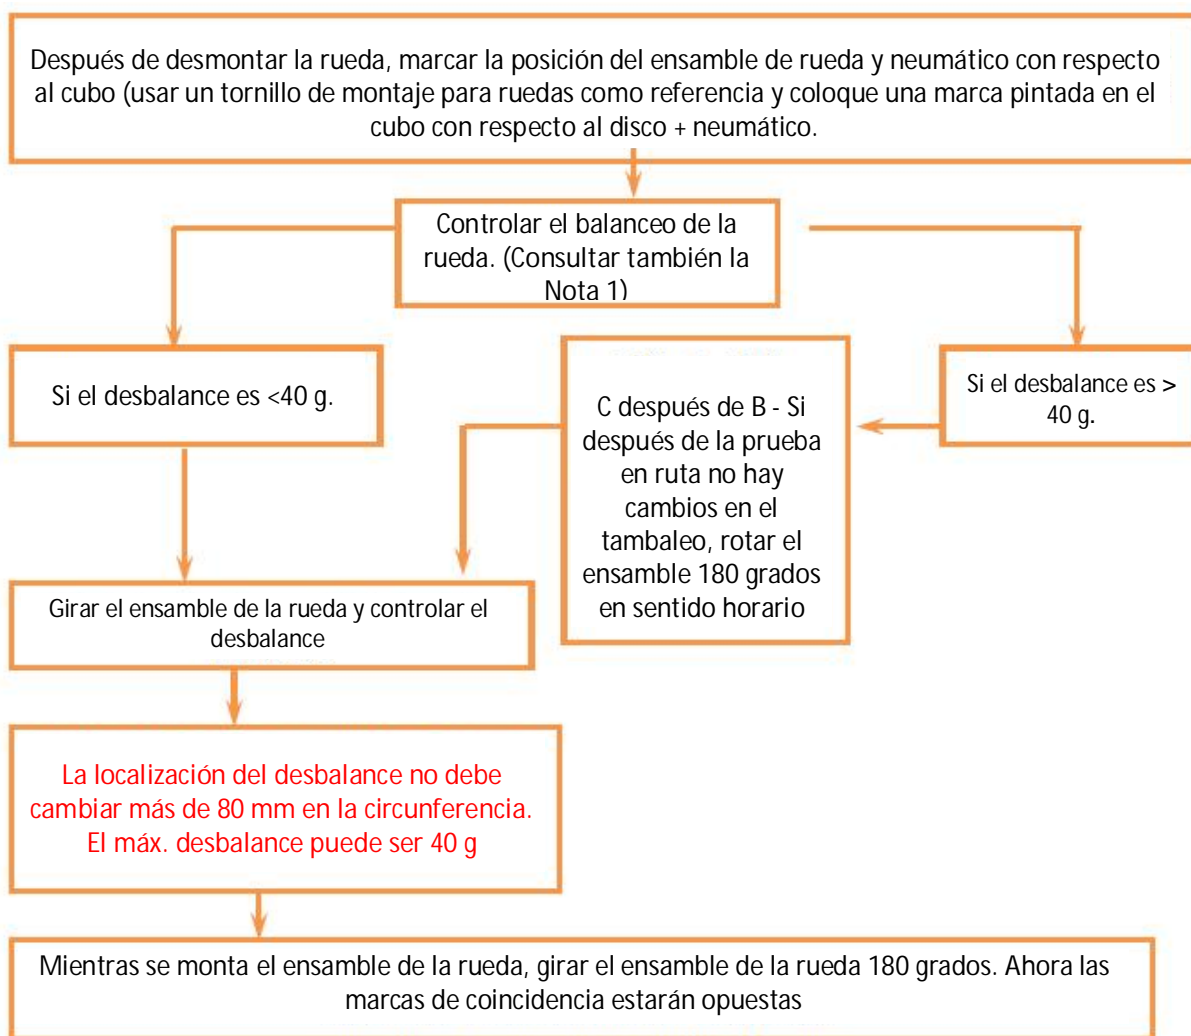 Después de desmontar la rueda, marcar la posición del ensamble de rueda y neumático con respecto
al cubo (usar un tornillo de montaje para ruedas como referencia y coloque una marca pintada en el
cubo con respecto al disco + neumático.
Controlar el balanceo de la
rueda. (Consultar también la
Nota 1)
Si el desbalance es <40 g.
C después de B - Si
después de la prueba
en ruta no hay
cambios en el
tambaleo, rotar el
ensamble 180 grados
en sentido horario
Si el desbalance es >
40 g.
Girar el ensamble de la rueda y controlar el
desbalance
La localización del desbalance no debe
cambiar más de 80 mm en la circunferencia.
El máx. desbalance puede ser 40 g
Mientras se monta el ensamble de la rueda, girar el ensamble de la rueda 180 grados. Ahora las
marcas de coincidencia estarán opuestas